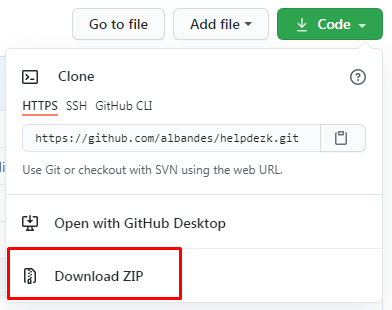 Go to file
Add file
Code
Clone
HTTPS SSH GitHub CLI
https://github.com/albandes/helpdezk.git
Use Git or checkout with SVN using the web URL.
Open with GitHub Desktop
Download ZIP